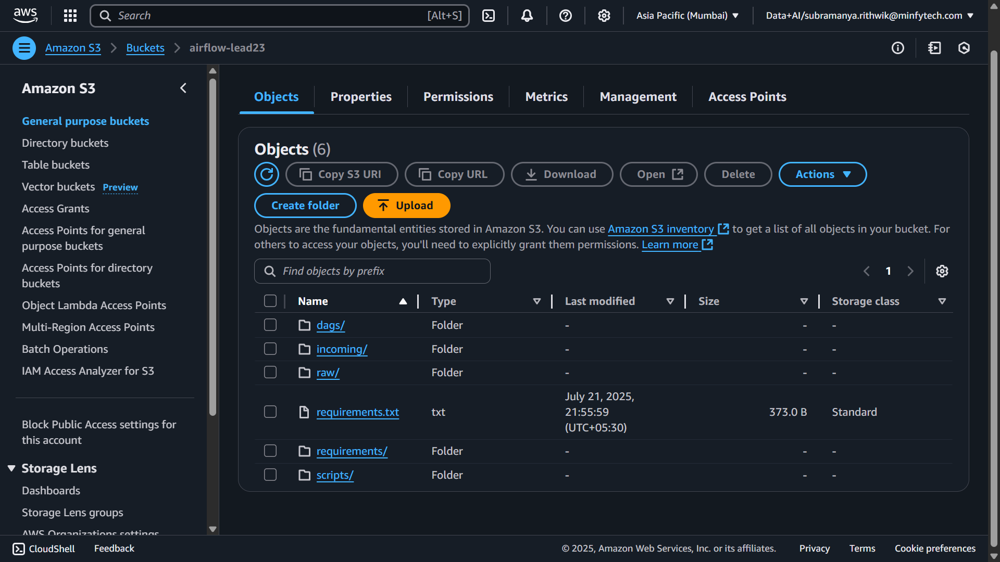 aws
Search [Alt+S]
Asia Pacific (Mumbai)
Data+AI/subramanya.rithwik@minfytech.com
Amazon S3
Buckets
airflow-lead23
Amazon S3
General purpose buckets
Directory buckets
Table buckets
Vector buckets Preview
Access Grants
Access Points for general
purpose buckets
Access Points for directory
buckets
Object Lambda Access Points
Multi-Region Access Points
Batch Operations
IAM Access Analyzer for S3
Block Public Access settings for
this account
Storage Lens
Dashboards
Storage Lens groups
AWS Organizations settings
Objects
Properties
Permissions
Metrics
Management
Access Points
Objects (6)
Copy S3 URI
Copy URL
Download
Open
Delete
Actions
Create folder
Upload
Objects are the fundamental entities stored in Amazon S3. You can use Amazon S3 inventory to get a list of all objects in your bucket. For
others to access your objects, you'll need to explicitly grant them permissions. Learn more
Find objects by prefix
1
Name Type Last modified Size Storage class
dags/ Folder - - -
incoming/ Folder - - -
raw/ Folder - - -
requirements.txt txt July 21, 2025,
21:55:59
(UTC+05:30) 373.0 B Standard
requirements/ Folder - - -
scripts/ Folder - - -
CloudShell
Feedback
© 2025, Amazon Web Services, Inc. or its affiliates.
Privacy
Terms
Cookie preferences